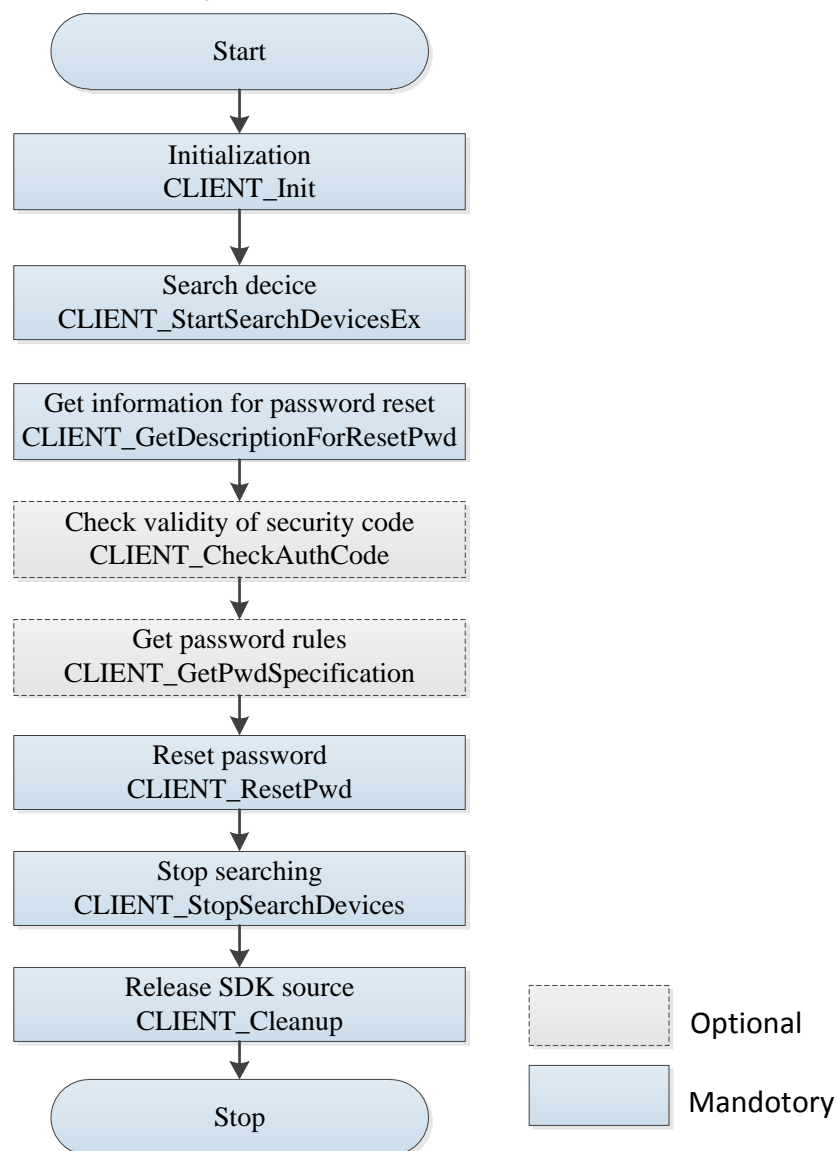 Start
Initialization
CLIENT_Init
Search decice
CLIENT_StartSearchDevicesEx
Get information for password reset
CLIENT_GetDescriptionForResetPwd
Check validity of security code
CLIENT_CheckAuthCode
Get password rules
CLIENT_GetPwdSpecification
Reset password
CLIENT_ResetPwd
Stop searching
CLIENT_StopSearchDevices
Release SDK source
CLIENT_Cleanup
Stop
Optional
Mandotory